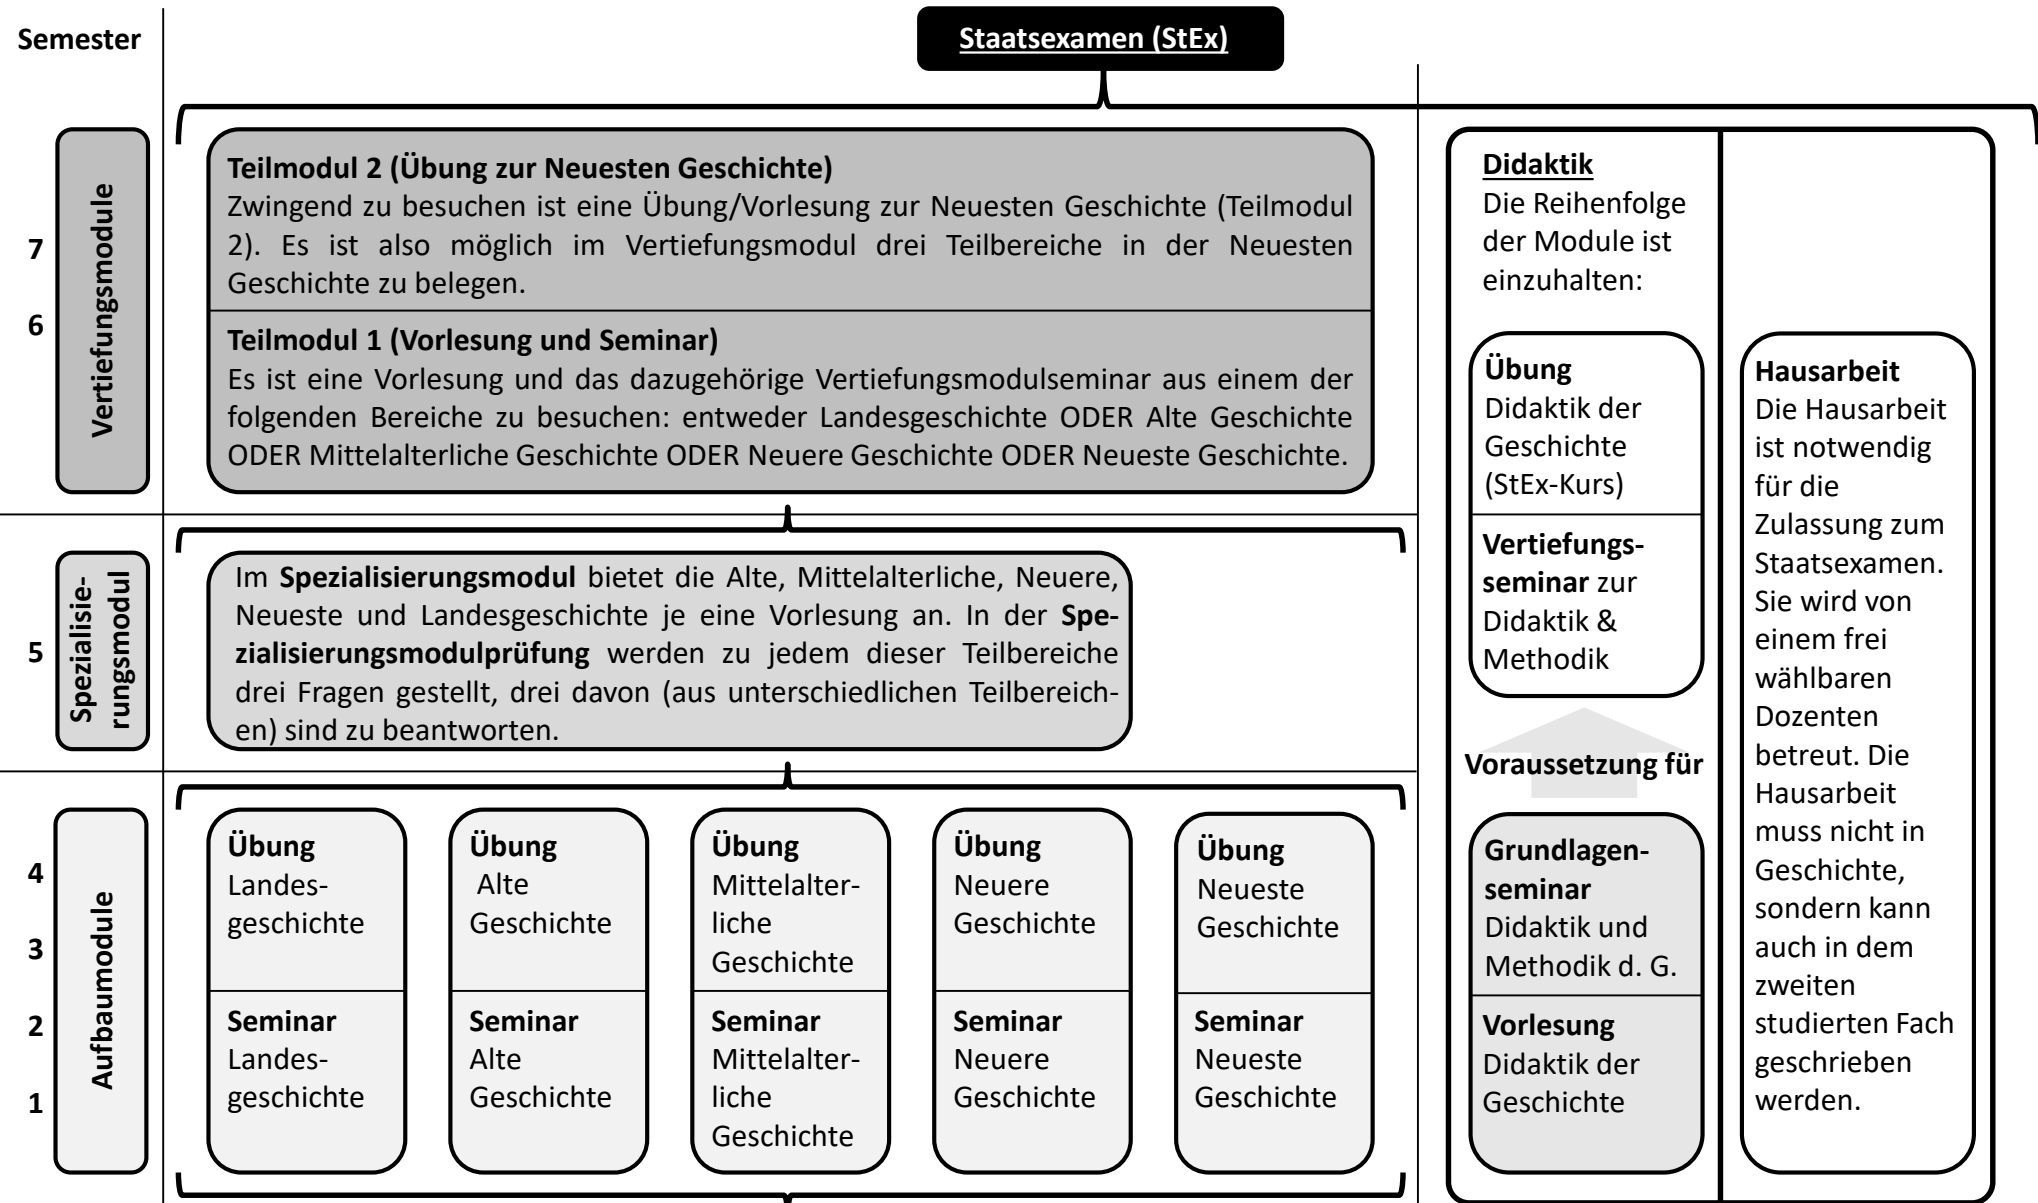 Semester
Staatsexamen (StEx)
7
6
Vertiefungsmodule
Teilmodul 2 (Übung zur Neuesten Geschichte)
Zwingend zu besuchen ist eine Übung/Vorlesung zur Neuesten Geschichte (Teilmodul
2). Es ist also möglich im Vertiefungsmodul drei Teilbereiche in der Neuesten
Geschichte zu belegen.
Teilmodul 1 (Vorlesung und Seminar)
Es ist eine Vorlesung und das dazugehörige Vertiefungsmodulseminar aus einem der
folgenden Bereiche zu besuchen: entweder Landesgeschichte ODER Alte Geschichte
ODER Mittelalterliche Geschichte ODER Neuere Geschichte ODER Neueste Geschichte.
5
Spezialisie-
rungsmodul
Im Spezialisierungsmodul bietet die Alte, Mittelalterliche, Neuere,
Neueste und Landesgeschichte je eine Vorlesung an. In der Spe-
zialisierungsmodulprüfung werden zu jedem dieser Teilbereiche
drei Fragen gestellt, drei davon (aus unterschiedlichen Teilbereich-
en) sind zu beantworten.
4
3
2
1
Aufbaumodule
Übung
Landes-
geschichte
Seminar
Landes-
geschichte
Übung
Alte
Geschichte
Seminar
Alte
Geschichte
Übung
Mittelalter-
liche
Geschichte
Seminar
Mittelalter-
liche
Geschichte
Übung
Neuere
Geschichte
Seminar
Neuere
Geschichte
Übung
Neueste
Geschichte
Seminar
Neueste
Geschichte
Didaktik
Die Reihenfolge
der Module ist
einzuhalten:
Übung
Didaktik der
Geschichte
(StEx-Kurs)
Vertiefungs-
seminar zur
Didaktik &
Methodik
Voraussetzung für
Grundlagen-
seminar
Didaktik und
Methodik d. G.
Vorlesung
Didaktik der
Geschichte
Hausarbeit
Die Hausarbeit
ist notwendig
für die
Zulassung zum
Staatsexamen.
Sie wird von
einem frei
wählbaren
Dozenten
betreut. Die
Hausarbeit
muss nicht in
Geschichte,
sondern kann
auch in dem
zweiten
studierten Fach
geschrieben
werden.